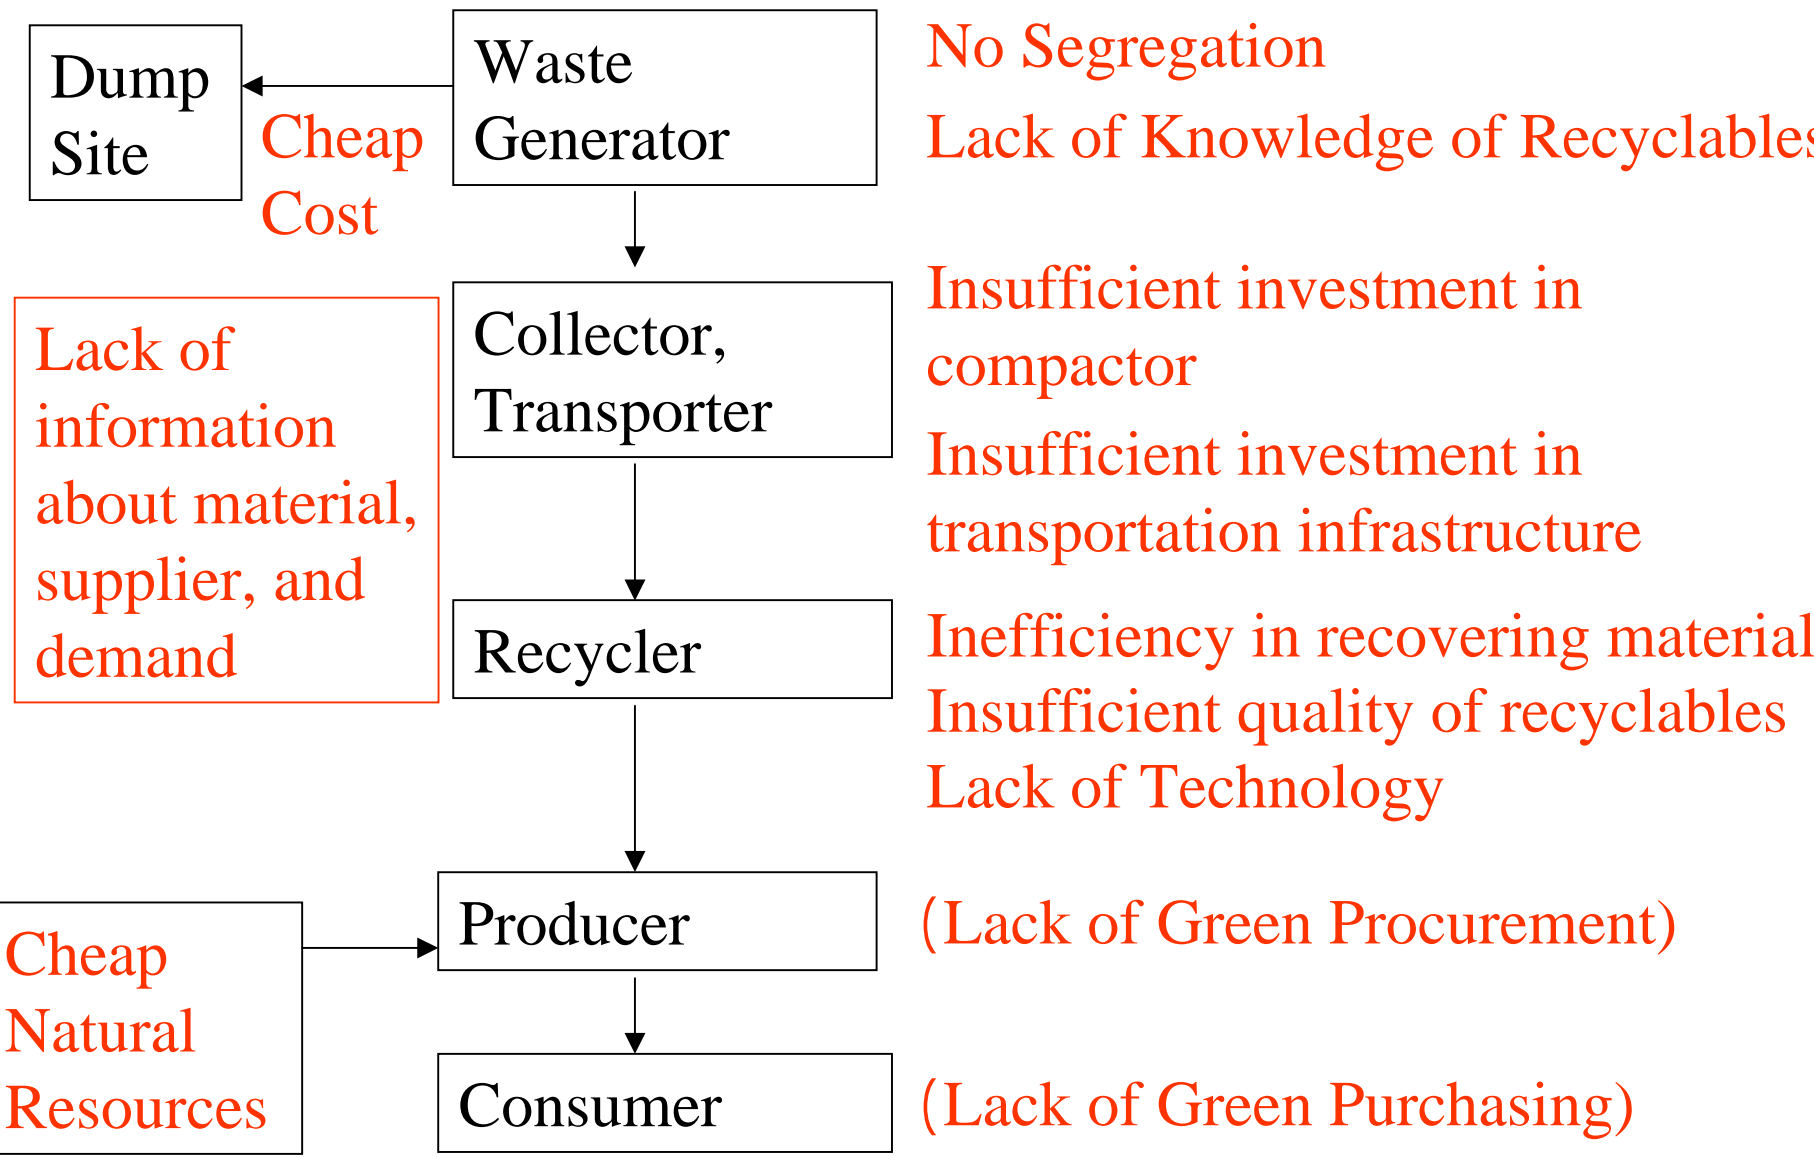 Dump
Site
Cheap
Cost
Waste
Generator
No Segregation
Lack of Knowledge of Recyclables
Lack of
information
about material,
supplier, and
demand
Collector,
Transporter
Insufficient investment in
compactor
Insufficient investment in
transportation infrastructure
Recycler
Inefficiency in recovering material
Insufficient quality of recyclables
Lack of Technology
Cheap
Natural
Resources
Producer
(Lack of Green Procurement)
Consumer
(Lack of Green Purchasing)